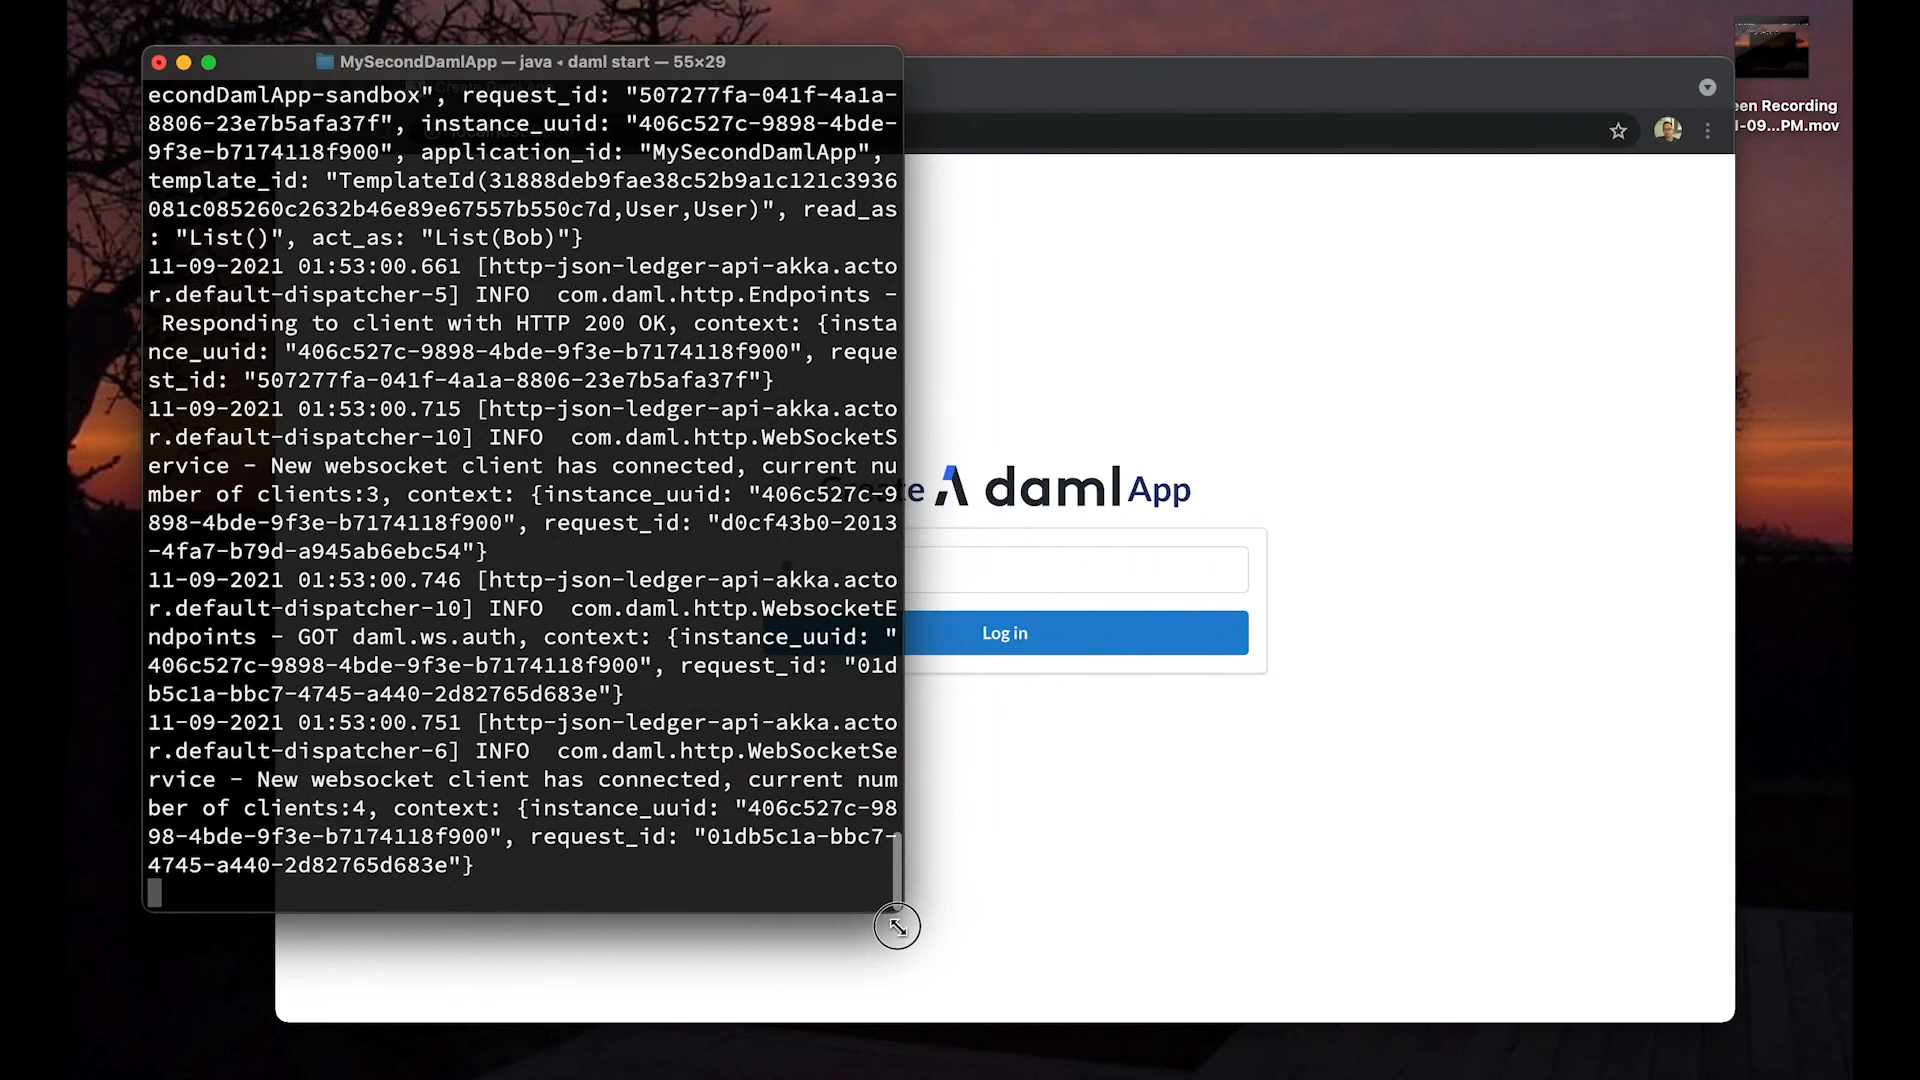 MySecondDamlApp — java ◂ daml start — 55×29
econdDamlApp-sandbox", request_id: "507277fa-041f-4a1a-
8806-23e7b5afa37f", instance_uuid: "406c527c-9898-4bde-
9f3e-b7174118f900", application_id: "MySecondDamlApp",
template_id: "TemplateId(31888deb9fae38c52b9a1c121c3936
081c085260c2632b46e89e67557b550c7d,User,User)", read_as
: "List()", act_as: "List(Bob)"}
11-09-2021 01:53:00.661 [http-json-ledger-api-akka.acto
r.default-dispatcher-5] INFO  com.daml.http.Endpoints -
 Responding to client with HTTP 200 OK, context: {insta
nce_uuid: "406c527c-9898-4bde-9f3e-b7174118f900", reque
st_id: "507277fa-041f-4a1a-8806-23e7b5afa37f"}
11-09-2021 01:53:00.715 [http-json-ledger-api-akka.acto
r.default-dispatcher-10] INFO  com.daml.http.WebSocketS
ervice - New websocket client has connected, current nu
mber of clients:3, context: {instance_uuid: "406c527c-9
898-4bde-9f3e-b7174118f900", request_id: "d0cf43b0-2013
-4fa7-b79d-a945ab6ebc54"}
11-09-2021 01:53:00.746 [http-json-ledger-api-akka.acto
r.default-dispatcher-10] INFO  com.daml.http.WebsocketE
ndpoints - GOT daml.ws.auth, context: {instance_uuid: "
406c527c-9898-4bde-9f3e-b7174118f900", request_id: "01d
b5c1a-bbc7-4745-a440-2d82765d683e"}
11-09-2021 01:53:00.751 [http-json-ledger-api-akka.acto
r.default-dispatcher-6] INFO  com.daml.http.WebSocketSe
rvice - New websocket client has connected, current num
ber of clients:4, context: {instance_uuid: "406c527c-98
98-4bde-9f3e-b7174118f900", request_id: "01db5c1a-bbc7-
4745-a440-2d82765d683e"}
Create daml App
Log in
een Recording
l-09...PM.mov